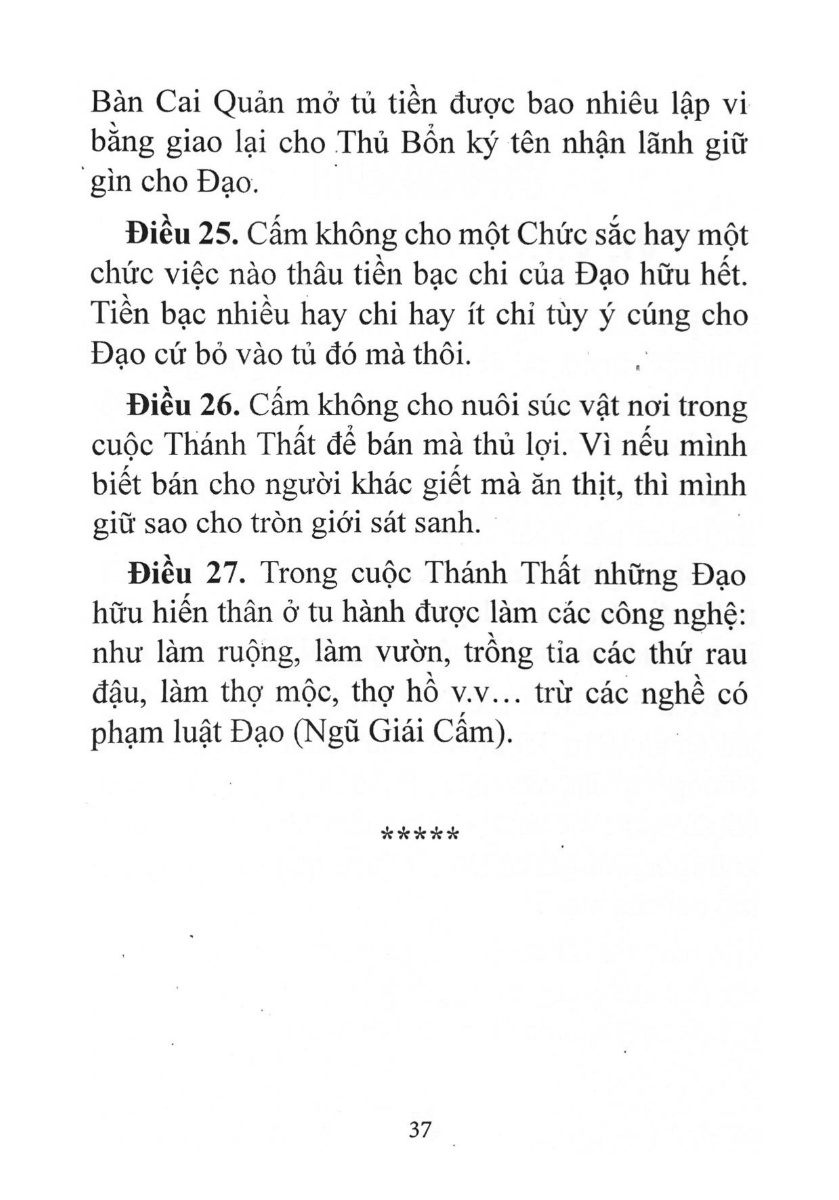 Bàn Cai Quản mở tủ tiền được bao nhiêu lập vi
bằng giao lại cho Thủ Bổn ký tên nhận lãnh giữ
gìn cho Đạo.
Điều 25. Cấm không cho một Chức sắc hay một
chức việc nào thâu tiền bạc chi của Đạo hữu hết.
Tiền bạc nhiều hay chi hay ít chỉ tùy ý cúng cho
Đạo cứ bỏ vào tủ đó mà thôi.
Điều 26. Cấm không cho nuôi súc vật nơi trong
cuộc Thánh Thất để bán mà thủ lợi. Vì nếu mình
biết bán cho người khác giết mà ăn thịt, thì mình
giữ sao cho tròn giới sát sanh.
Điều 27. Trong cuộc Thánh Thất những Đạo
hữu hiến thân ở tu hành được làm các công nghệ:
như làm ruộng, làm vườn, trồng tỉa các thứ rau
đậu, làm thợ mộc, thợ hồ v.v… trừ các nghề có
phạm luật Đạo (Ngũ Giái Cấm).
*****
37